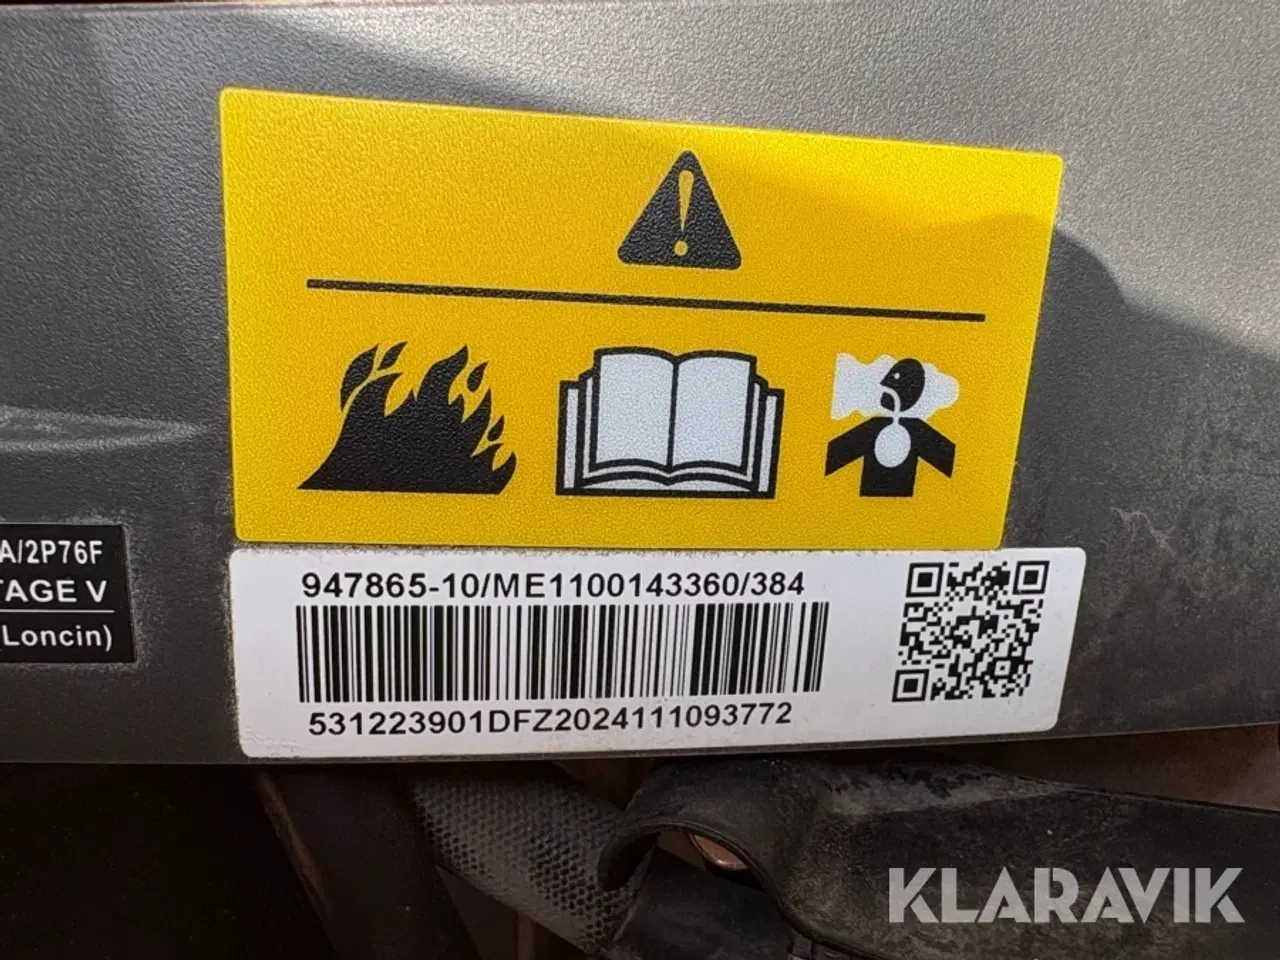 A/2P76F
TAGE V
(Loncin)
947865-10/ME1100143360/384
531223901DFZ2024111093772
KLARAVIK